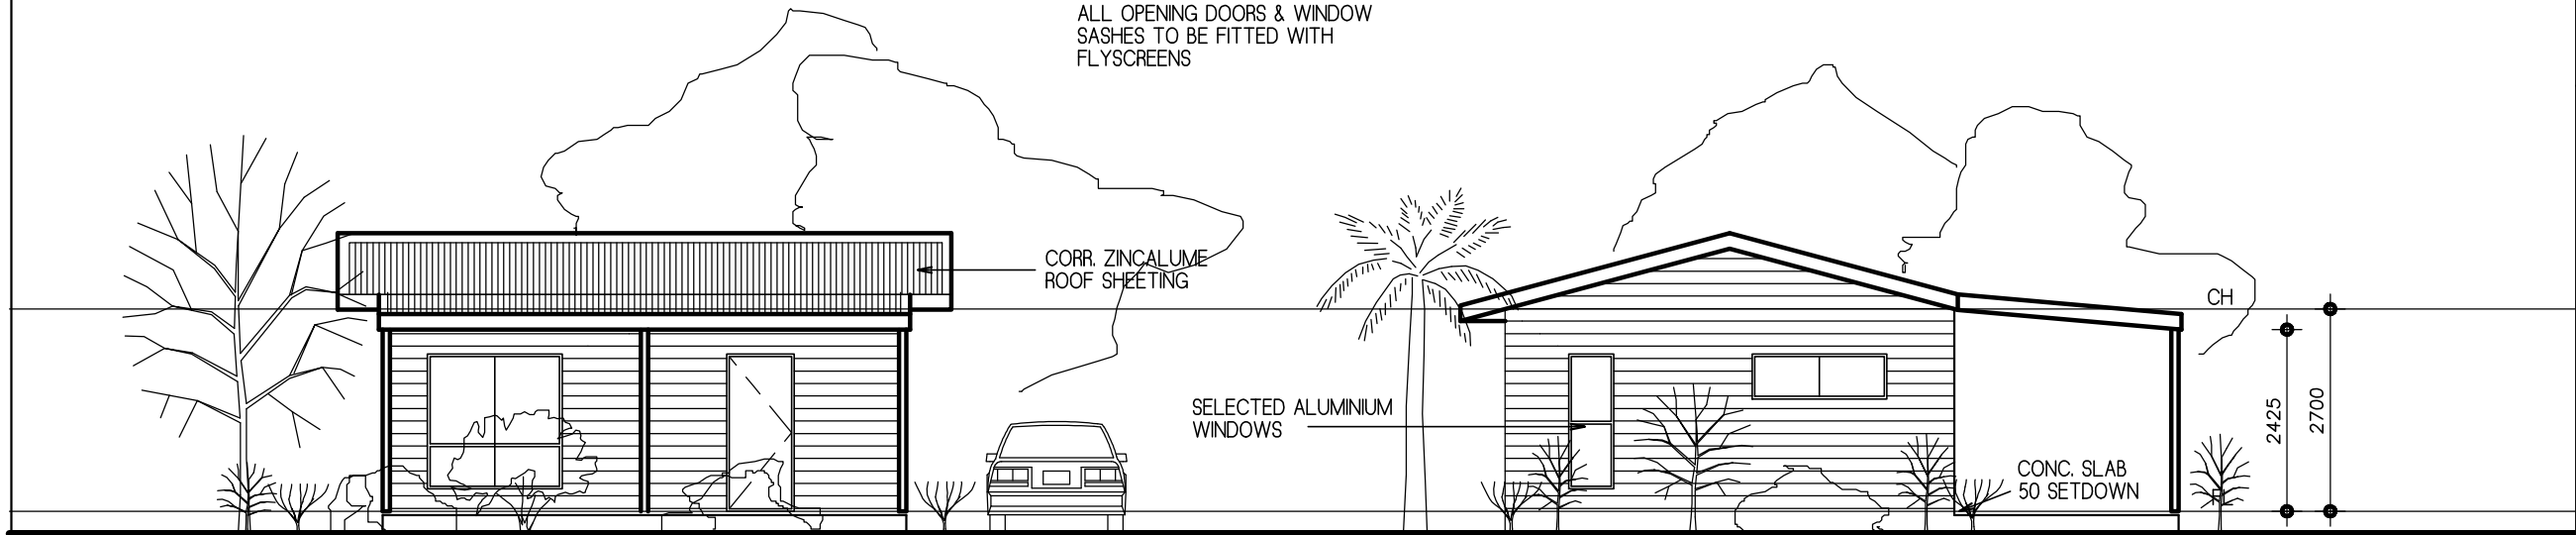 ALL OPENING DOORS & WINDOW
SASHES TO BE FITTED WITH
FLYSCREENS
CORR. ZINCALUME
ROOF SHEETING
CH
SELECTED ALUMINIUM
WINDOWS
2425
2700
CONC. SLAB
50 SETDOWN